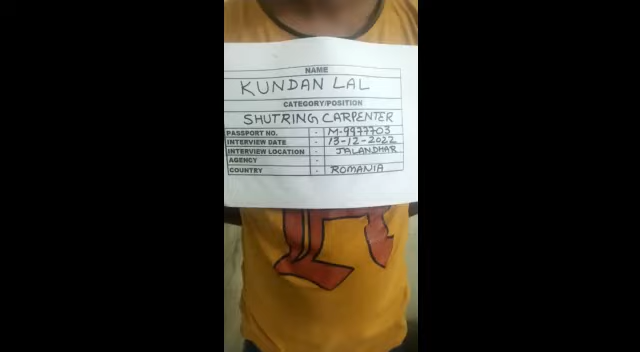 NAME
KUNDAN LAL
CATEGORY/POSITION
SHUTRING CARPENTER
PASSPORT NO. - M-9977703
INTERVIEW DATE - 13-12-2022
INTERVIEW LOCATION - JALANDHAR
AGENCY -
COUNTRY - ROMANIA